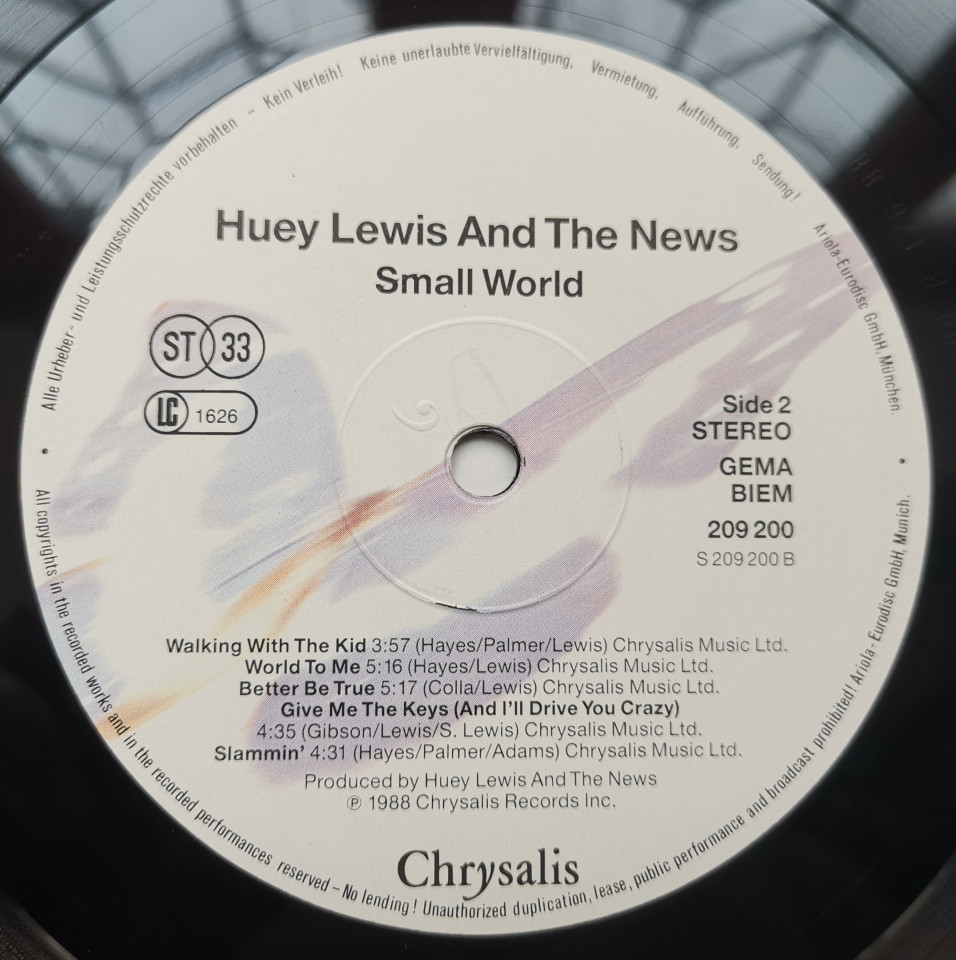 Alle Urheber- und Leistungsschutzrechte vorbehalten – Kein Verleih! Keine unerlaubte Vervielfältigung, Vermietung, Aufführung, Sendung! Ariola-Eurodisc GmbH, München.
Huey Lewis And The News
Small World
ST 33
LC 1626
Side 2
STEREO
GEMA
BIEM
209 200
S 209 200 B
Walking With The Kid 3:57 (Hayes/Palmer/Lewis) Chrysalis Music Ltd.
World To Me 5:16 (Hayes/Lewis) Chrysalis Music Ltd.
Better Be True 5:17 (Colla/Lewis) Chrysalis Music Ltd.
Give Me The Keys (And I'll Drive You Crazy)
4:35 (Gibson/Lewis/S. Lewis) Chrysalis Music Ltd.
Slammin' 4:31 (Hayes/Palmer/Adams) Chrysalis Music Ltd.
Produced by Huey Lewis And The News
℗ 1988 Chrysalis Records Inc.
Chrysalis
All copyrights in the recorded works and in the recorded performances reserved – No lending! Unauthorized duplication, lease, public performance and broadcast prohibited! Ariola-Eurodisc GmbH, Munich.